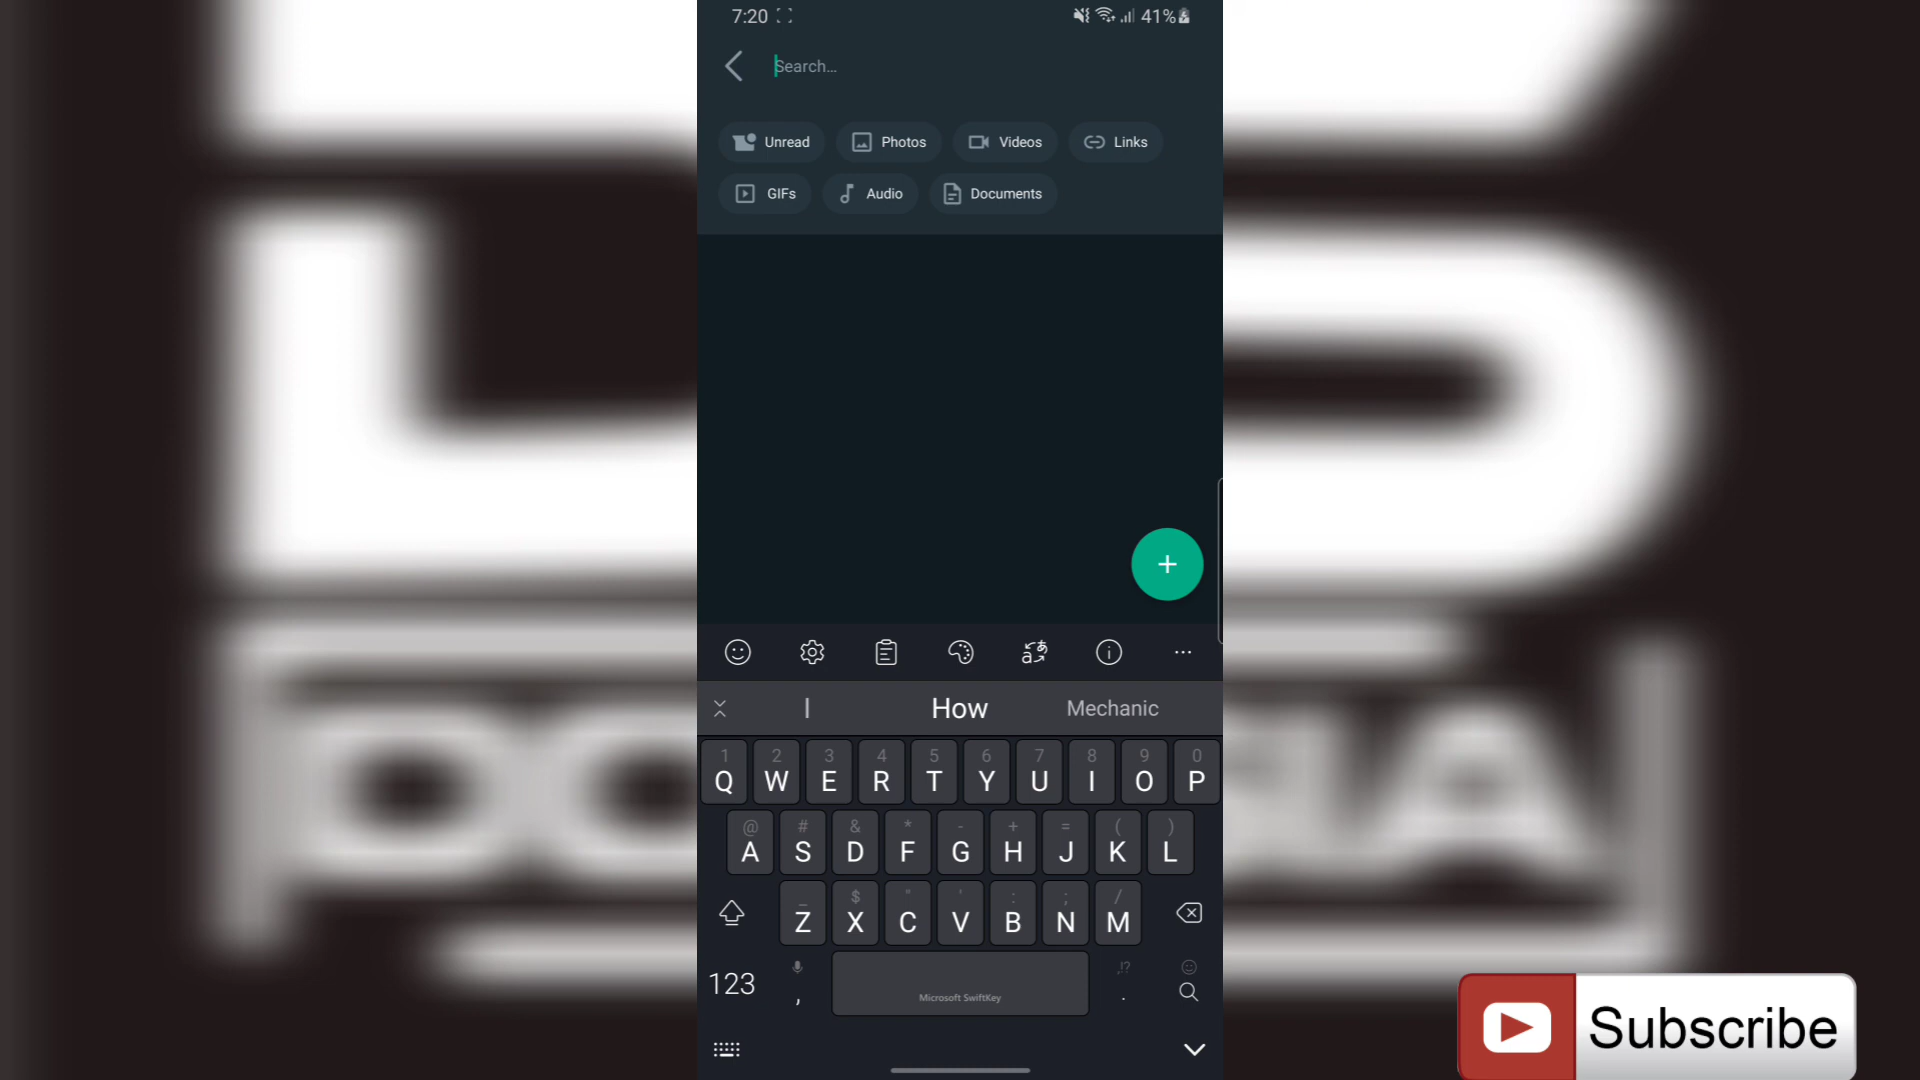 7:20 41%
Search...
Unread Photos Videos Links
GIFs Audio Documents
I How Mechanic
1 2 3 4 5 6 7 8 9 0
Q W E R T Y U I O P
@ # & * - + = ( )
A S D F G H J K L
_ $ " ' : ; /
Z X C V B N M
123 , Microsoft SwiftKey ,!? .
Subscribe